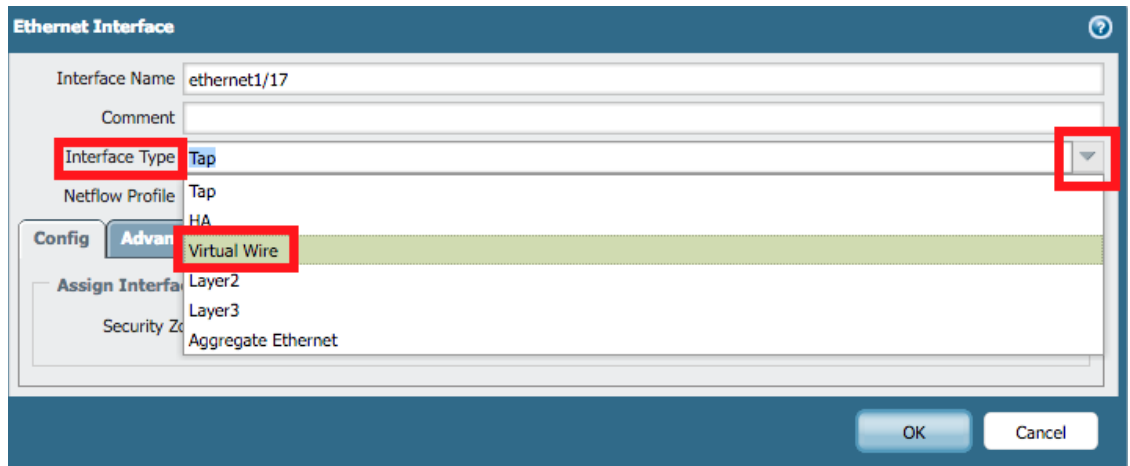 Ethernet Interface
Interface Name ethernet1/17
Comment
Interface Type Tap
Netflow Profile Tap
HA
Config Advan Virtual Wire
Assign Interfa Layer2
Layer3
Security Zo
Aggregate Ethernet
OK Cancel